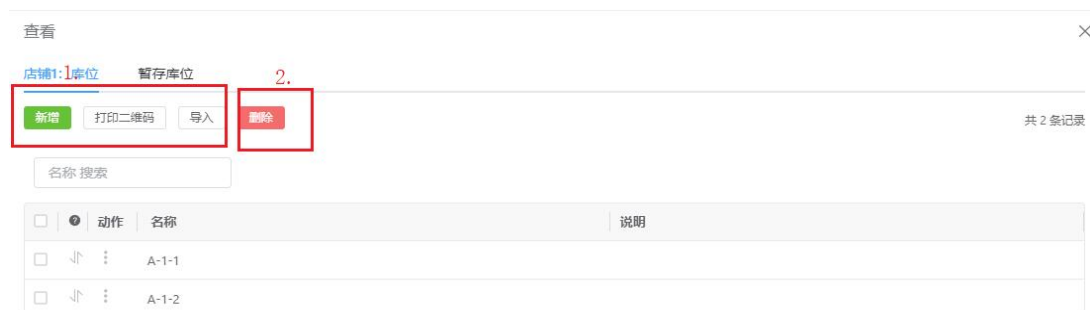 查看
店铺1:1库位 暂存库位 2.
新增 打印二维码 导入 删除 共 2 条记录
名称 搜索
动作 名称 说明
A-1-1
A-1-2